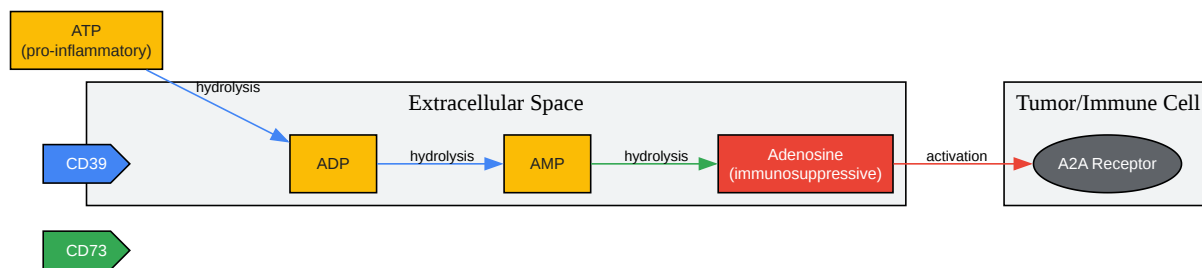 ATP
(pro-inflammatory)
hydrolysis
Extracellular Space
Tumor/Immune Cell
CD39
ADP
hydrolysis
AMP
hydrolysis
Adenosine
(immunosuppressive)
activation
A2A Receptor
CD73